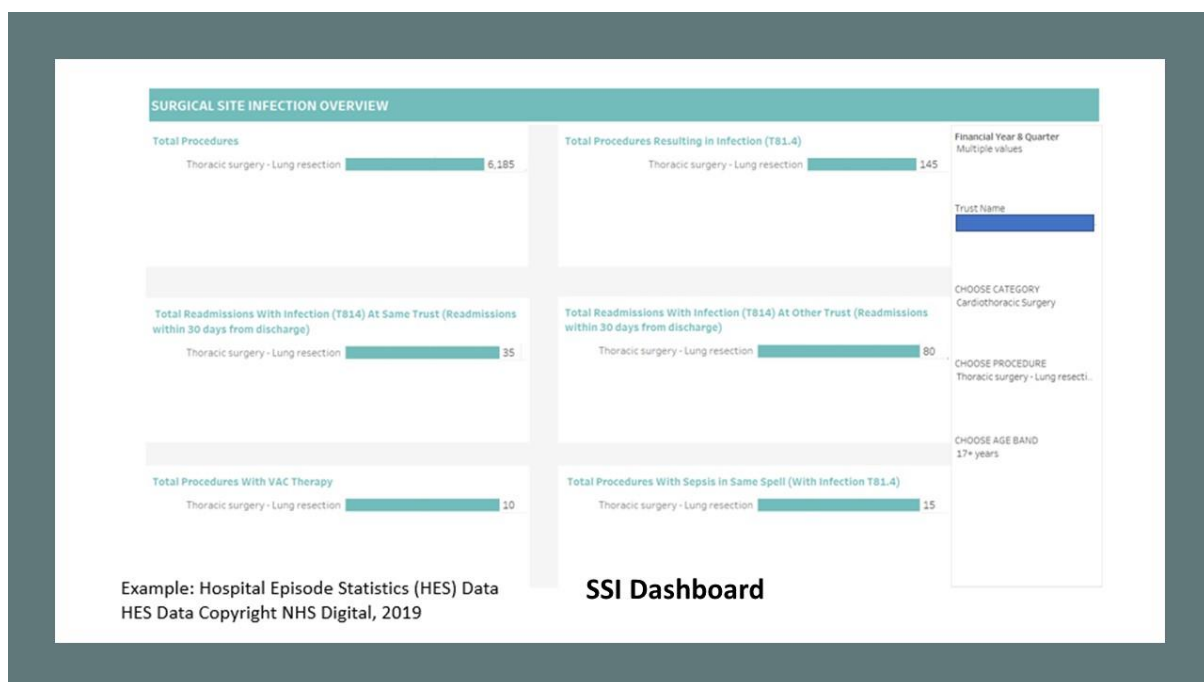 SURGICAL SITE INFECTION OVERVIEW
Total Procedures
Thoracic surgery - Lung resection 6,185
Total Procedures Resulting in Infection (T81.4)
Thoracic surgery - Lung resection 145
Financial Year & Quarter
Multiple values
Trust Name
Total Readmissions With Infection (T814) At Same Trust (Readmissions
within 30 days from discharge)
Thoracic surgery - Lung resection 35
Total Readmissions With Infection (T814) At Other Trust (Readmissions
within 30 days from discharge)
Thoracic surgery - Lung resection 80
CHOOSE CATEGORY
Cardiothoracic Surgery
CHOOSE PROCEDURE
Thoracic surgery - Lung resecti..
CHOOSE AGE BAND
17+ years
Total Procedures With VAC Therapy
Thoracic surgery - Lung resection 10
Total Procedures With Sepsis in Same Spell (With Infection T81.4)
Thoracic surgery - Lung resection 15
Example: Hospital Episode Statistics (HES) Data
HES Data Copyright NHS Digital, 2019
SSI Dashboard